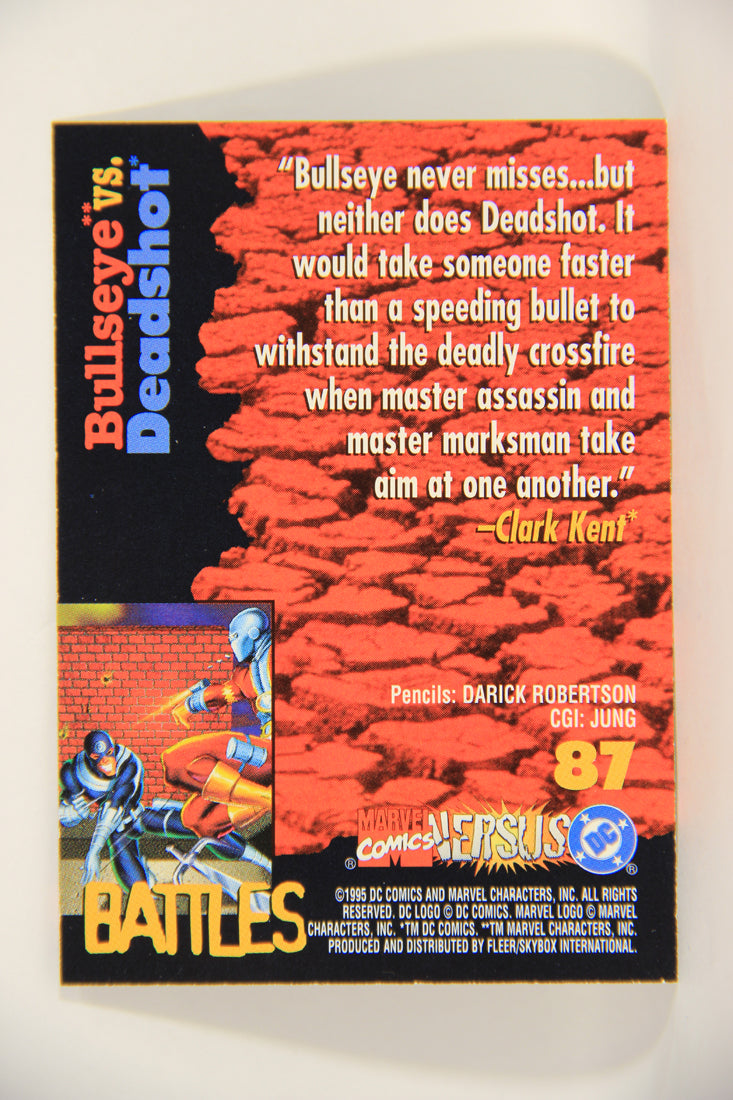 Bullseye** vs.
Deadshot*
“Bullseye never misses...but
neither does Deadshot. It
would take someone faster
than a speeding bullet to
withstand the deadly crossfire
when master assassin and
master marksman take
aim at one another.”
–Clark Kent*
Pencils: DARICK ROBERTSON
CGI: JUNG
87
MARVEL
COMICS
®
VERSUS
DC
®
BATTLES
©1995 DC COMICS AND MARVEL CHARACTERS, INC. ALL RIGHTS
RESERVED. DC LOGO © DC COMICS. MARVEL LOGO © MARVEL
CHARACTERS, INC. *TM DC COMICS. **TM MARVEL CHARACTERS, INC.
PRODUCED AND DISTRIBUTED BY FLEER/SKYBOX INTERNATIONAL.